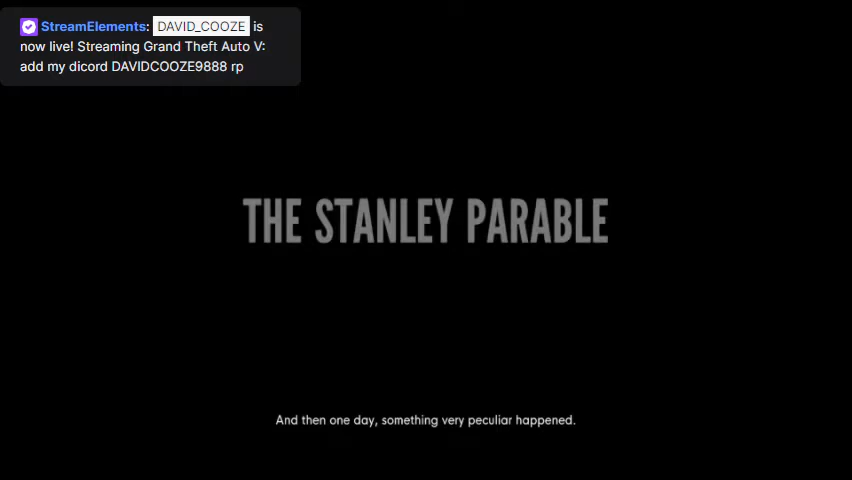 StreamElements: DAVID_COOZE is
now live! Streaming Grand Theft Auto V:
add my dicord DAVIDCOOZE9888 rp
THE STANLEY PARABLE
And then one day, something very peculiar happened.